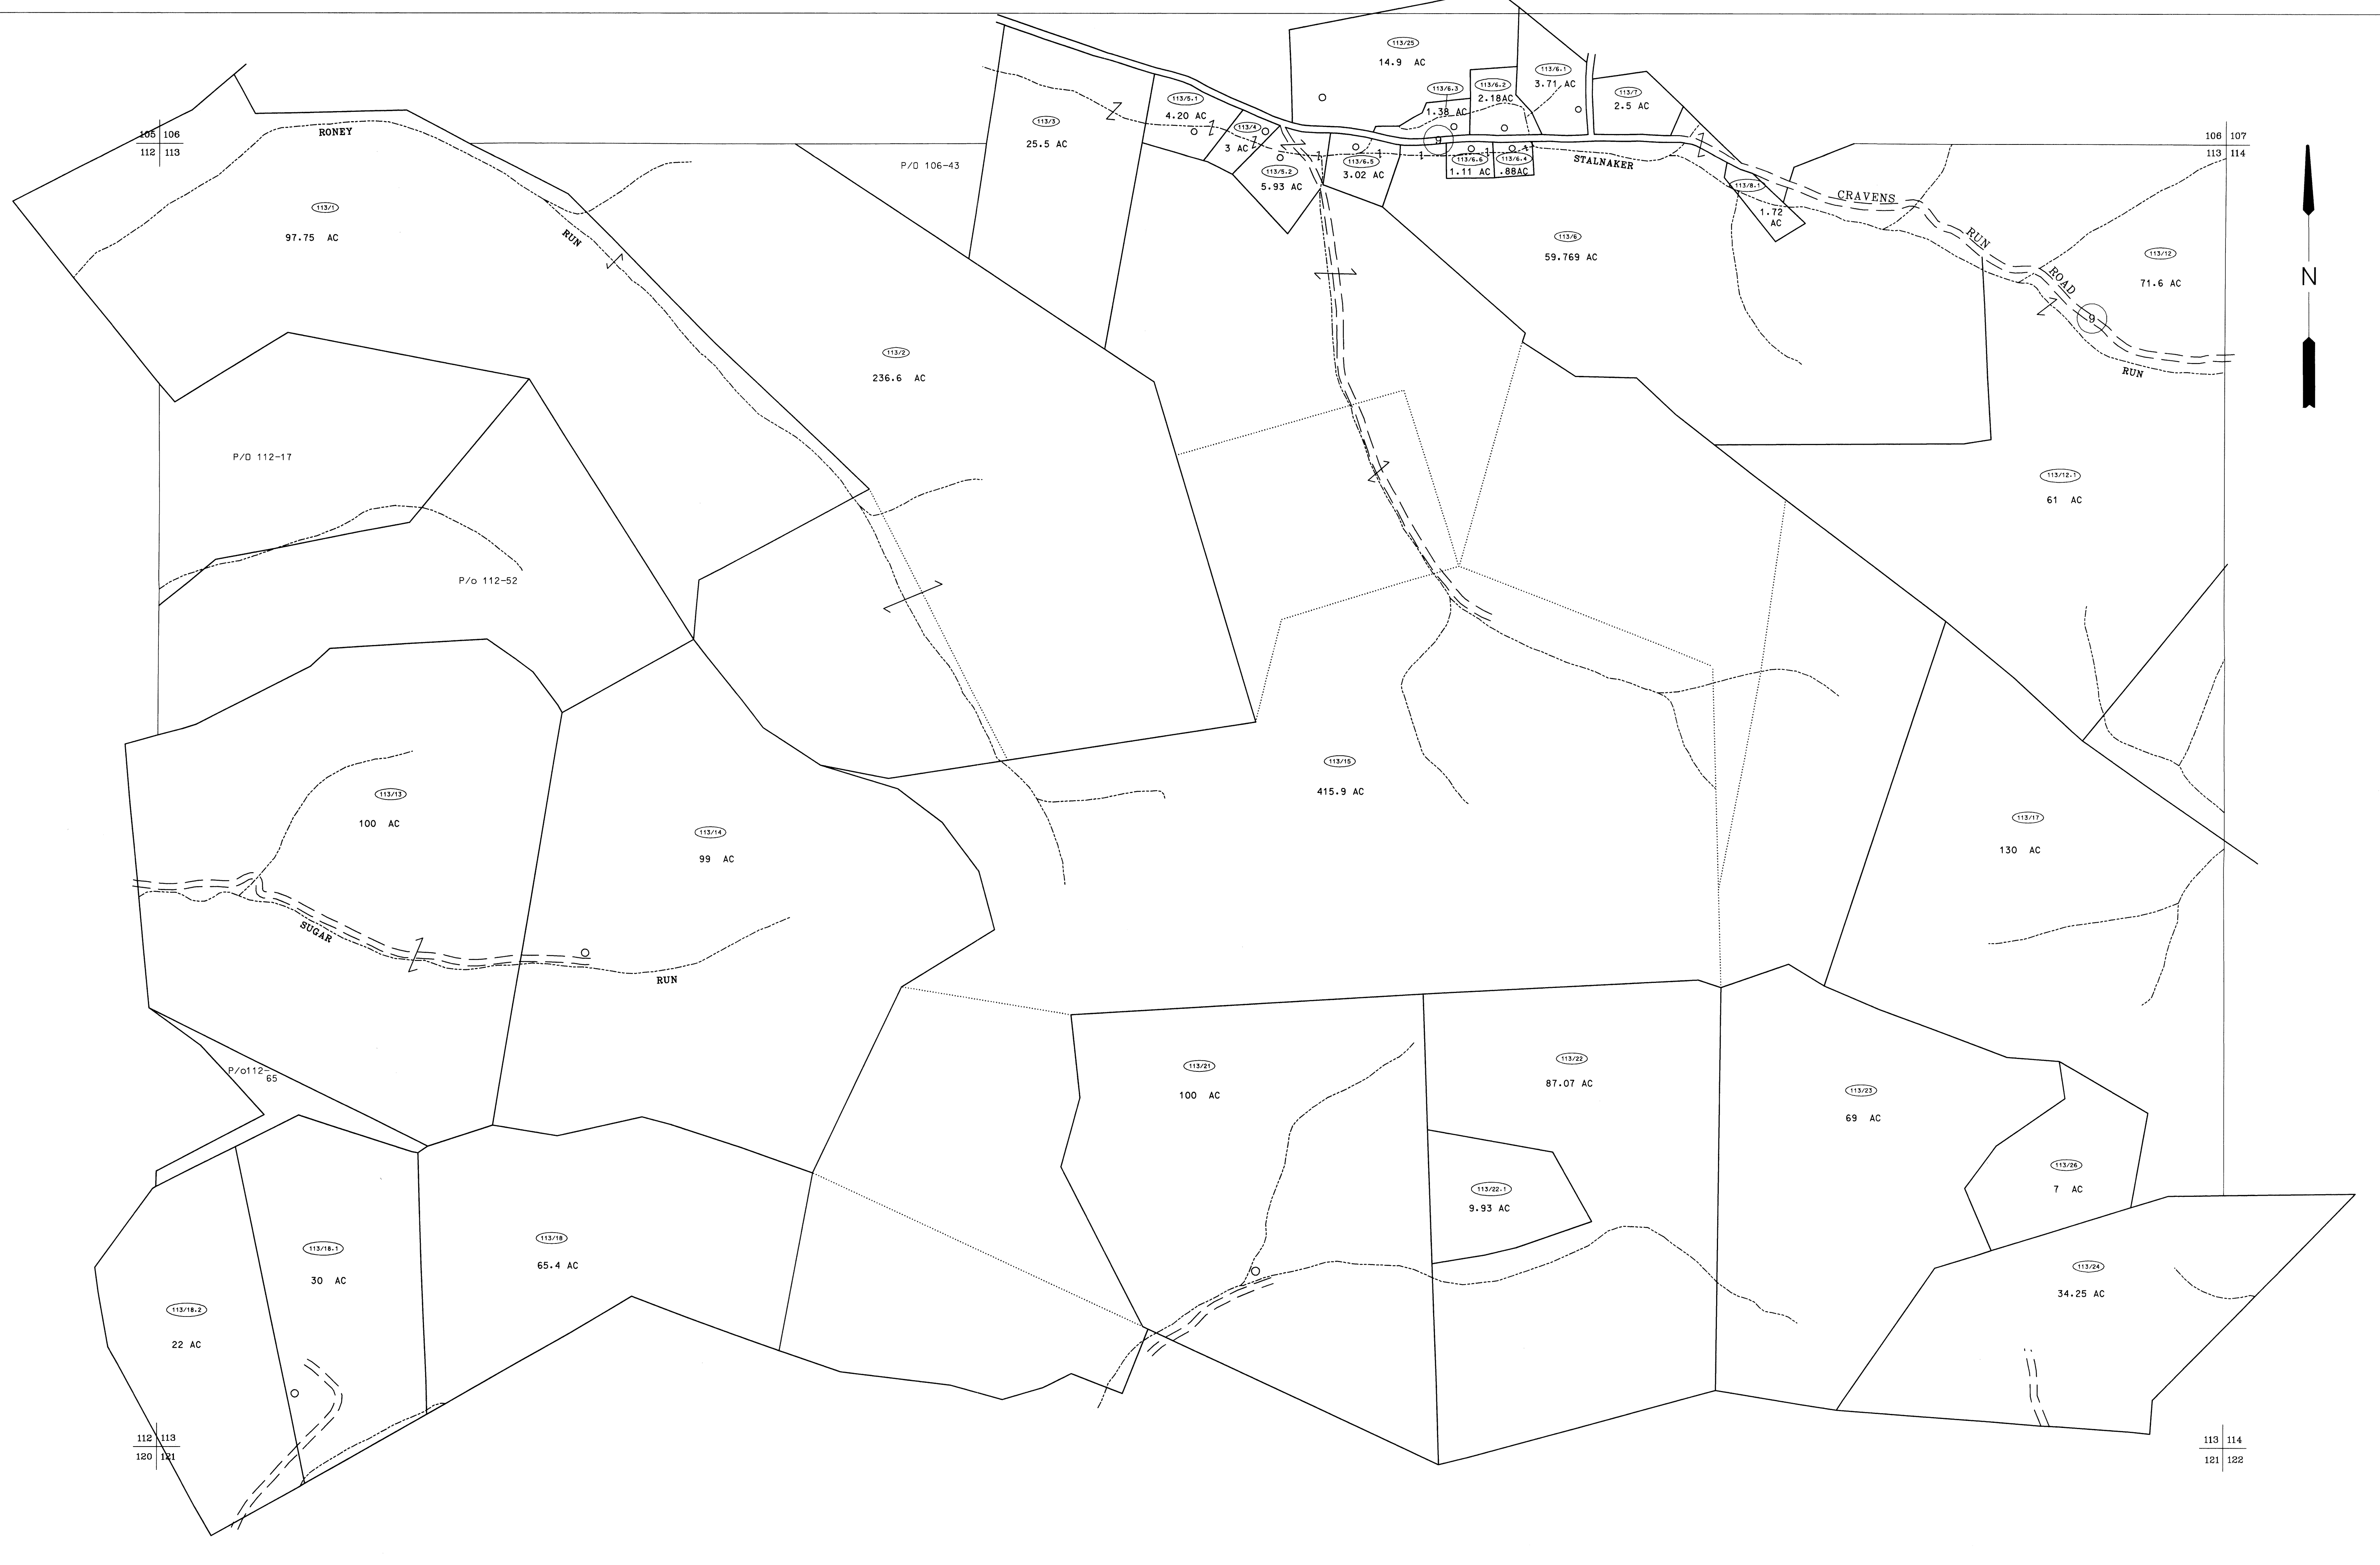 113/25
14.9 AC
113/6.1
3.71 AC
113/6.2
2.18AC
113/6.3
1.38 AC
113/7
2.5 AC
113/5.1
4.20 AC
113/3
25.5 AC
113/4
3 AC
9
105 106
112 113
RONEY
RUN
106 107
113 114
P/O 106-43
113/5.2
5.93 AC
113/6.5
3.02 AC
113/6.6
1.11 AC
113/6.4
.88AC
STALNAKER
113/8.1
1.72
AC
CRAVENS
RUN
ROAD
9
RUN
113/1
97.75 AC
113/6
59.769 AC
113/12
71.6 AC
N
113/2
236.6 AC
P/O 112-17
113/12.1
61 AC
P/o 112-52
113/15
415.9 AC
113/13
100 AC
113/14
99 AC
113/17
130 AC
SUGAR
RUN
P/o112-
65
113/21
100 AC
113/22
87.07 AC
113/23
69 AC
113/26
7 AC
113/22.1
9.93 AC
113/18.1
30 AC
113/18
65.4 AC
113/24
34.25 AC
113/18.2
22 AC
112 113
120 121
113 114
121 122